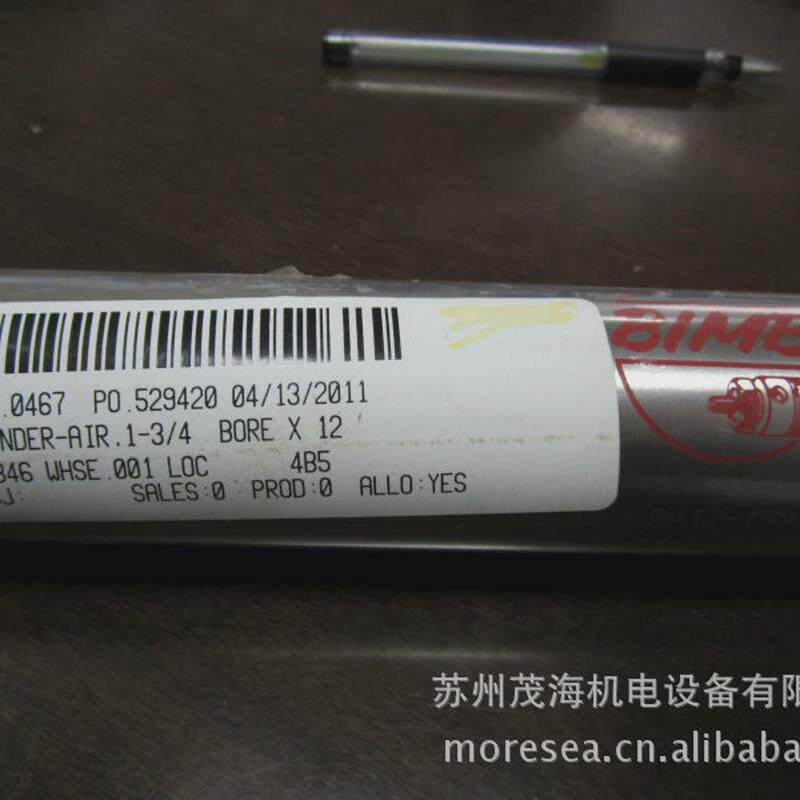 .0467 PO.529420 04/13/2011
NDER-AIR.1-3/4 BORE X 12
346 WHSE.001 LOC 4B5
J: SALES:0 PROD:0 ALLO:YES
BIMB
苏州茂海机电设备有限
moresea.cn.alibaba